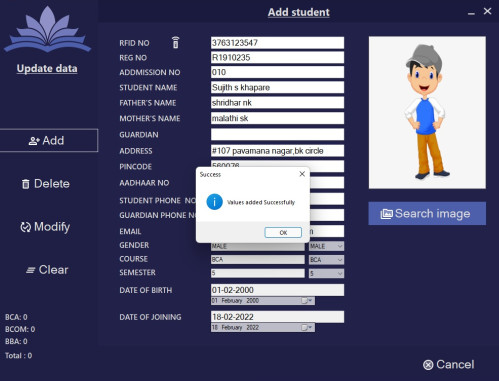 Add student
Update data
Add
Delete
Modify
Clear
BCA: 0
BCOM: 0
BBA: 0
Total : 0
RFID NO 3763123547
REG NO R1910235
ADDMISSION NO 010
STUDENT NAME Sujith s khapare
FATHER'S NAME shridhar nk
MOTHER'S NAME malathi sk
GUARDIAN
ADDRESS #107 pavamana nagar,bk circle
PINCODE 560076
AADHAAR NO
STUDENT PHONE NO
GUARDIAN PHONE NO
EMAIL
GENDER MALE MALE
COURSE BCA BCA
SEMESTER 5 5
DATE OF BIRTH 01-02-2000
01 February 2000
DATE OF JOINING 18-02-2022
18 February 2022
Success
Values added Successfully
OK
Search image
Cancel